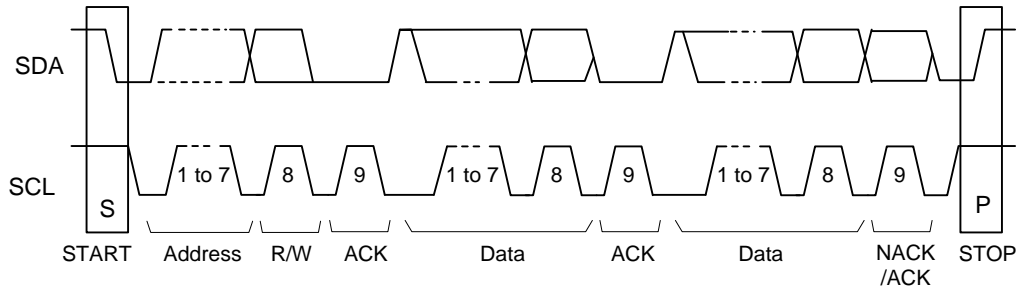 SDA
1 to 7 8 9 1 to 7 8 9 1 to 7 8 9
SCL
S P
START Address R/W ACK Data ACK Data NACK STOP
/ACK